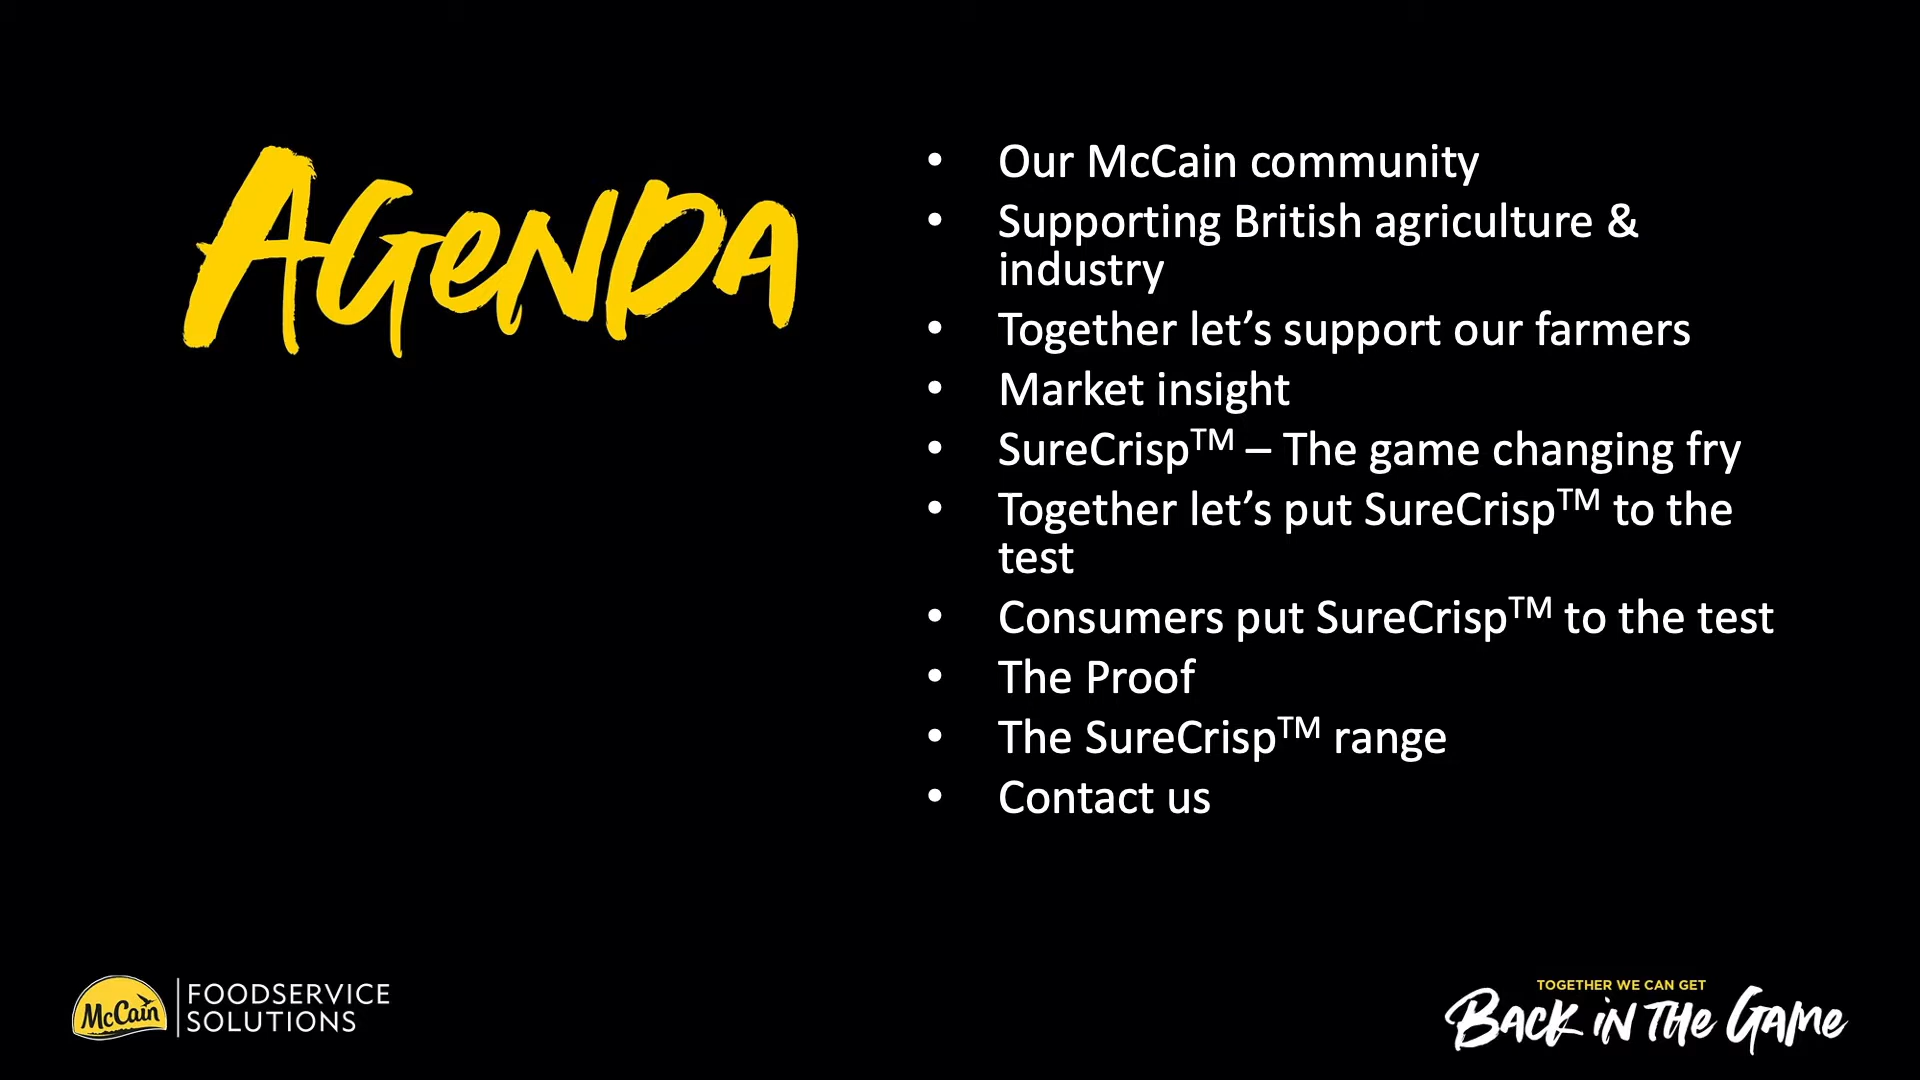 AGENDA
• Our McCain community
• Supporting British agriculture &
industry
• Together let’s support our farmers
• Market insight
• SureCrisp™ – The game changing fry
• Together let’s put SureCrisp™ to the
test
• Consumers put SureCrisp™ to the test
• The Proof
• The SureCrisp™ range
• Contact us
McCain
FOODSERVICE
SOLUTIONS
TOGETHER WE CAN GET
BACK IN THE GAME